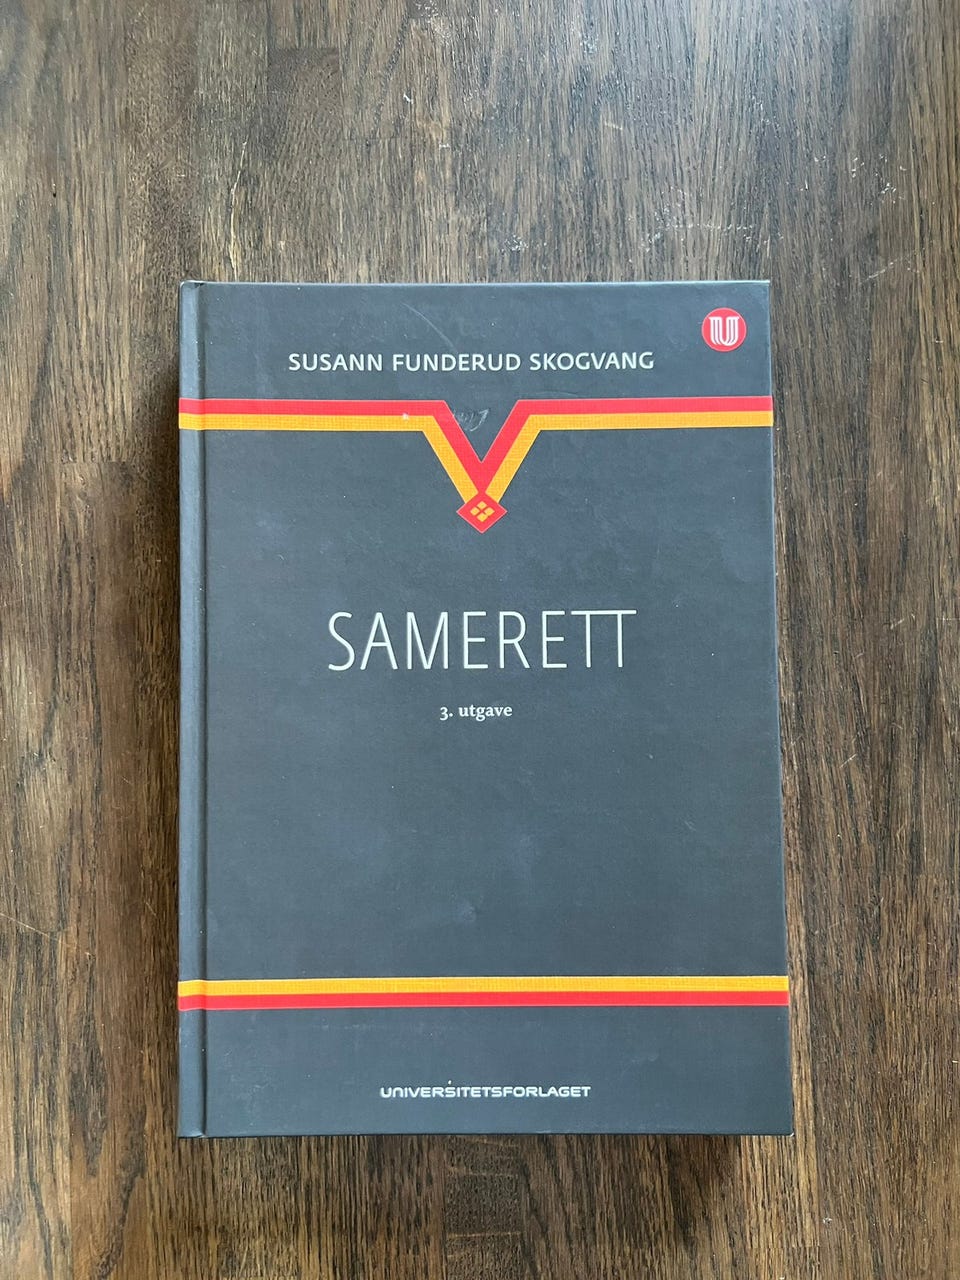 SUSANN FUNDERUD SKOGVANG
SAMERETT
3. utgave
UNIVERSITETSFORLAGET